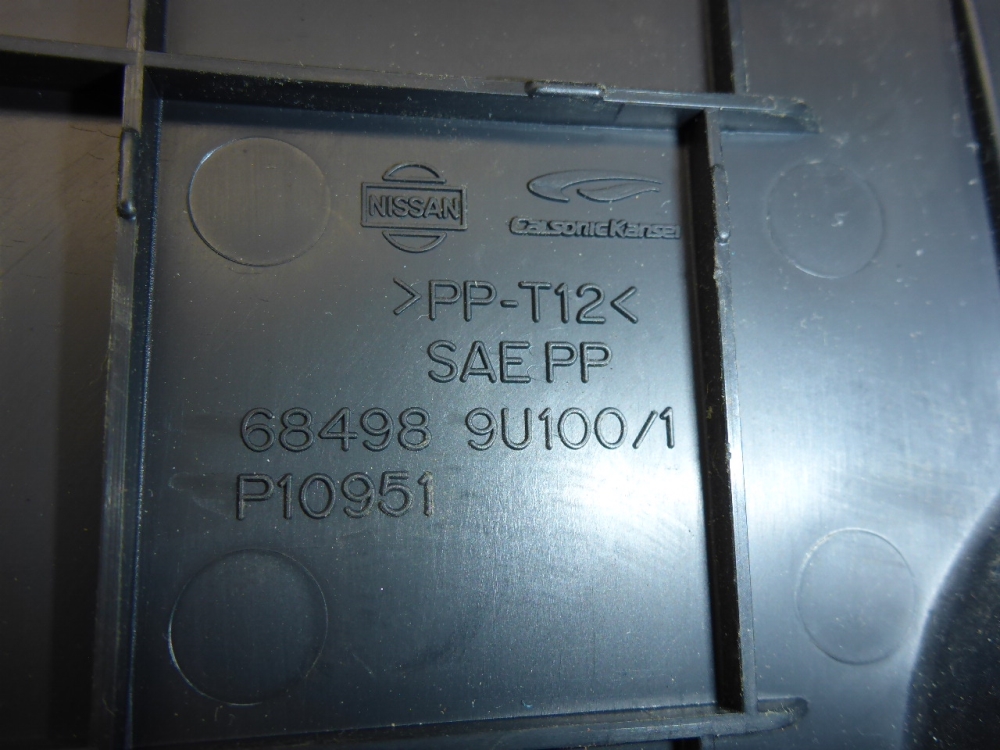 NISSAN CalsonicKansei
>PP-T12<
SAE PP
68498 9U100/1
P10951